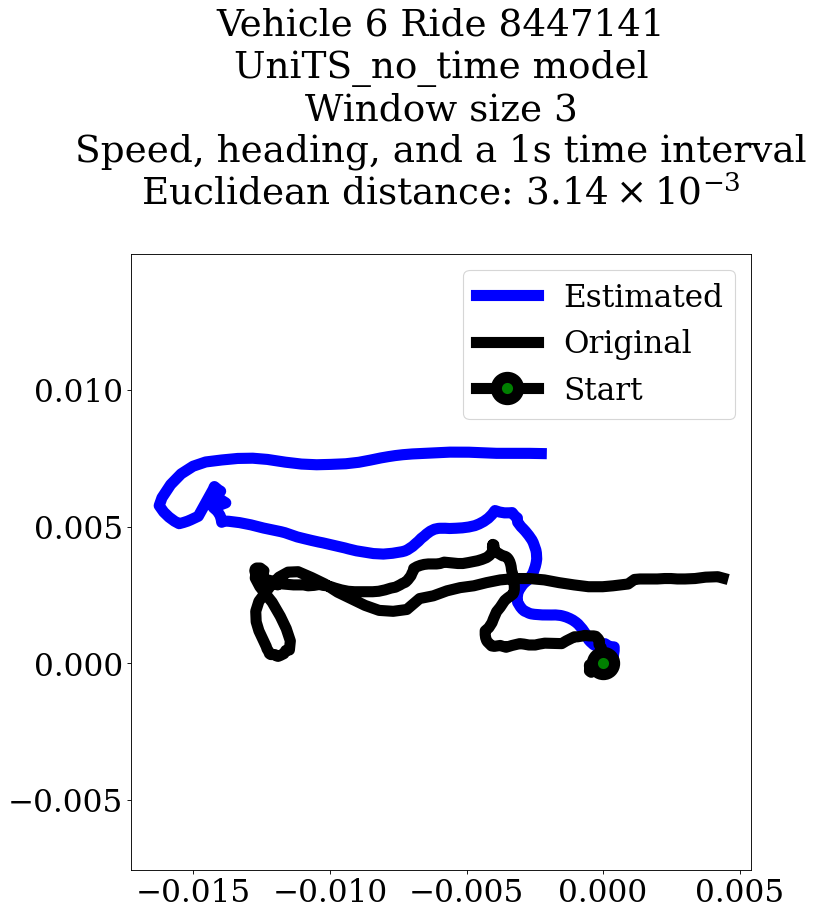 Vehicle 6 Ride 8447141
UniTS_no_time model
Window size 3
Speed, heading, and a 1s time interval
Euclidean distance: 3.14 × 10⁻³
Estimated
Original
Start
0.010
0.005
0.000
−0.005
−0.015 −0.010 −0.005 0.000 0.005